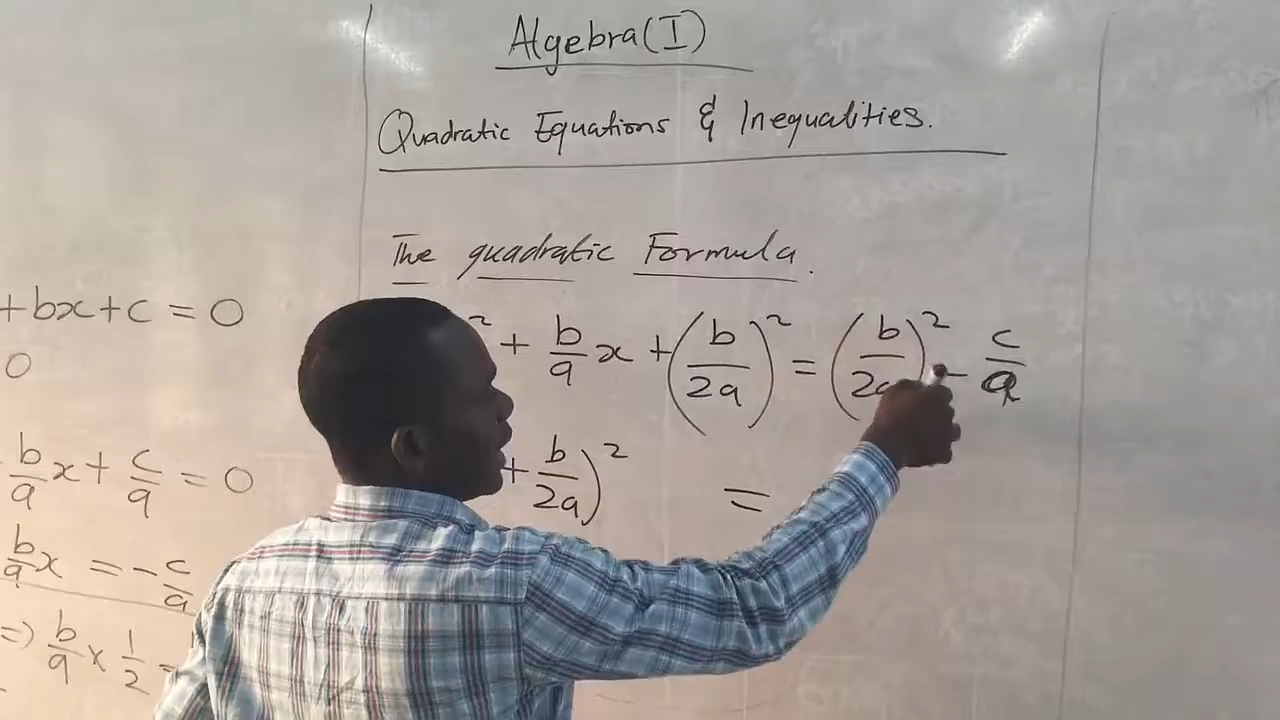 Algebra(I)
Quadratic Equations & Inequalities.
The quadratic Formula.
+bx+c = 0
0
b/a x + c/a = 0
b/a x = -c/a
=) b/a × 1/2
² + b/a x + (b/2a)² = (b/2a)² - c/a
+ b/2a)² =